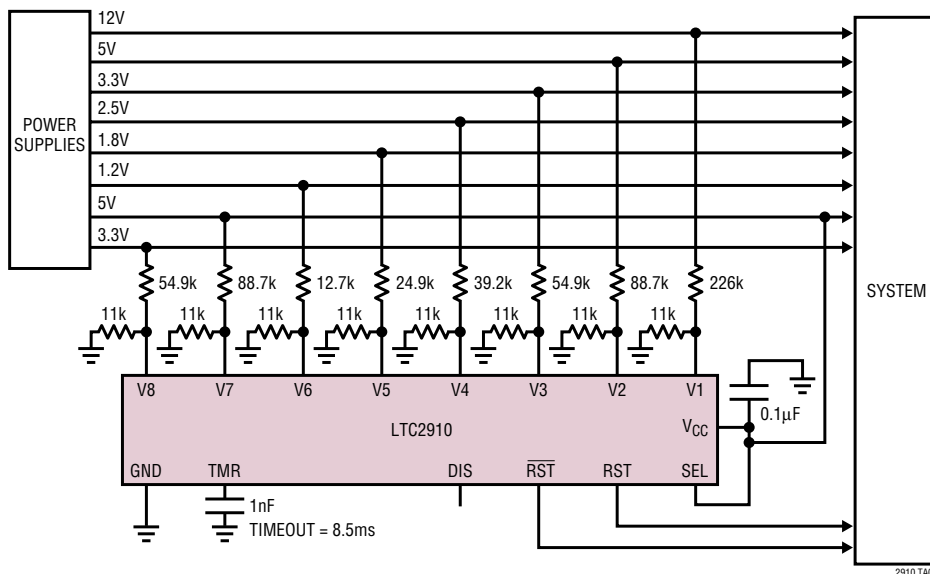 12V
5V
3.3V
2.5V
1.8V
1.2V
5V
3.3V
POWER
SUPPLIES
SYSTEM
54.9k 88.7k 12.7k 24.9k 39.2k 54.9k 88.7k 226k
11k 11k 11k 11k 11k 11k 11k 11k
V8 V7 V6 V5 V4 V3 V2 V1
0.1µF
LTC2910
VCC
GND TMR DIS RST RST SEL
1nF
TIMEOUT = 8.5ms